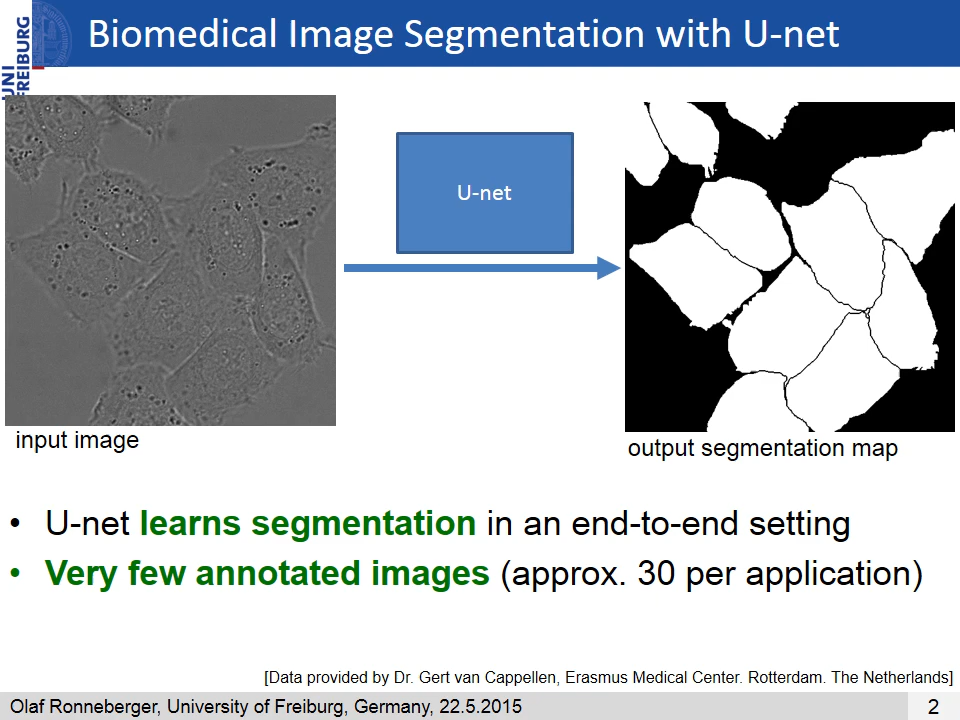 UNI
FREIBURG
Biomedical Image Segmentation with U-net
U-net
input image
output segmentation map
• U-net learns segmentation in an end-to-end setting
• Very few annotated images (approx. 30 per application)
[Data provided by Dr. Gert van Cappellen, Erasmus Medical Center. Rotterdam. The Netherlands]
Olaf Ronneberger, University of Freiburg, Germany, 22.5.2015
2